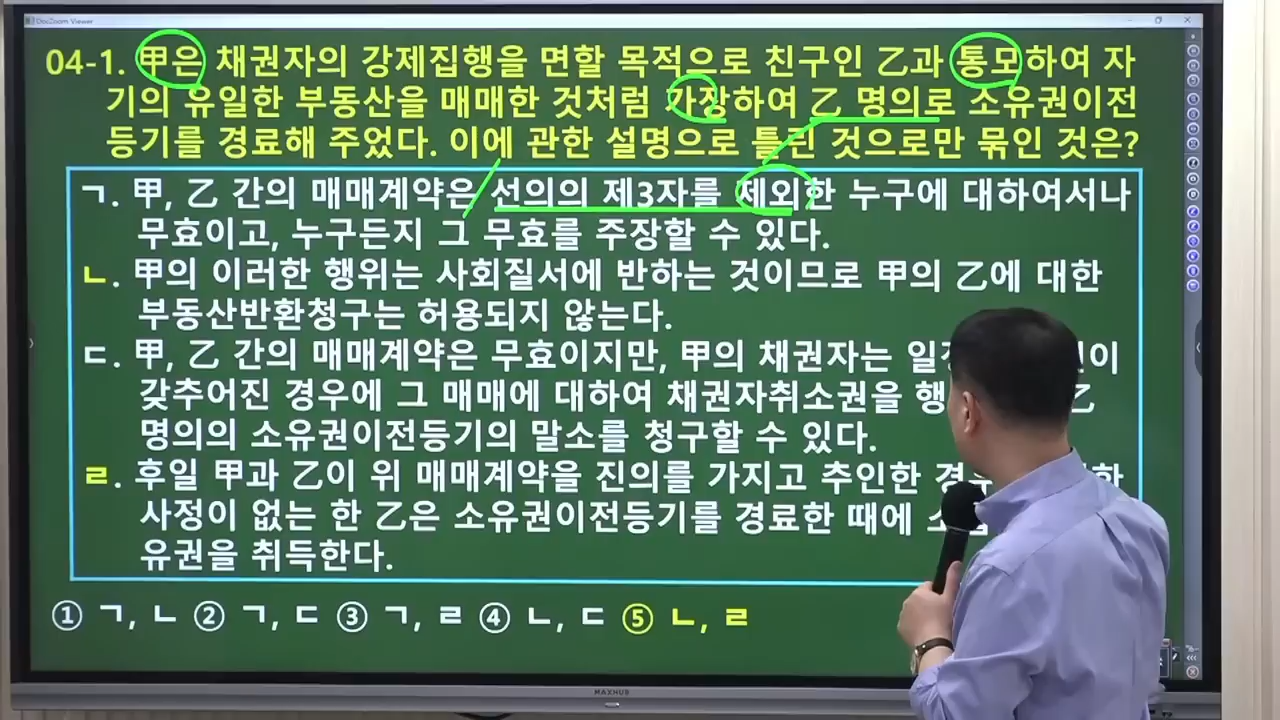 DocZoom Viewer
04-1. 甲은 채권자의 강제집행을 면할 목적으로 친구인 乙과 통모하여 자
기의 유일한 부동산을 매매한 것처럼 가장하여 乙 명의로 소유권이전
등기를 경료해 주었다. 이에 관한 설명으로 틀린 것으로만 묶인 것은?
ㄱ. 甲, 乙 간의 매매계약은 선의의 제3자를 제외한 누구에 대하여서나
무효이고, 누구든지 그 무효를 주장할 수 있다.
ㄴ. 甲의 이러한 행위는 사회질서에 반하는 것이므로 甲의 乙에 대한
부동산반환청구는 허용되지 않는다.
ㄷ. 甲, 乙 간의 매매계약은 무효이지만, 甲의 채권자는
갖추어진 경우에 그 매매에 대하여 채권자취소권을 乙
명의의 소유권이전등기의 말소를 청구할 수 있다.
ㄹ. 후일 甲과 乙이 위 매매계약을 진의를 가지고 추인한
사정이 없는 한 乙은 소유권이전등기를 경료한 때에
유권을 취득한다.
① ㄱ, ㄴ ② ㄱ, ㄷ ③ ㄱ, ㄹ ④ ㄴ, ㄷ ⑤ ㄴ, ㄹ
MAXHUB